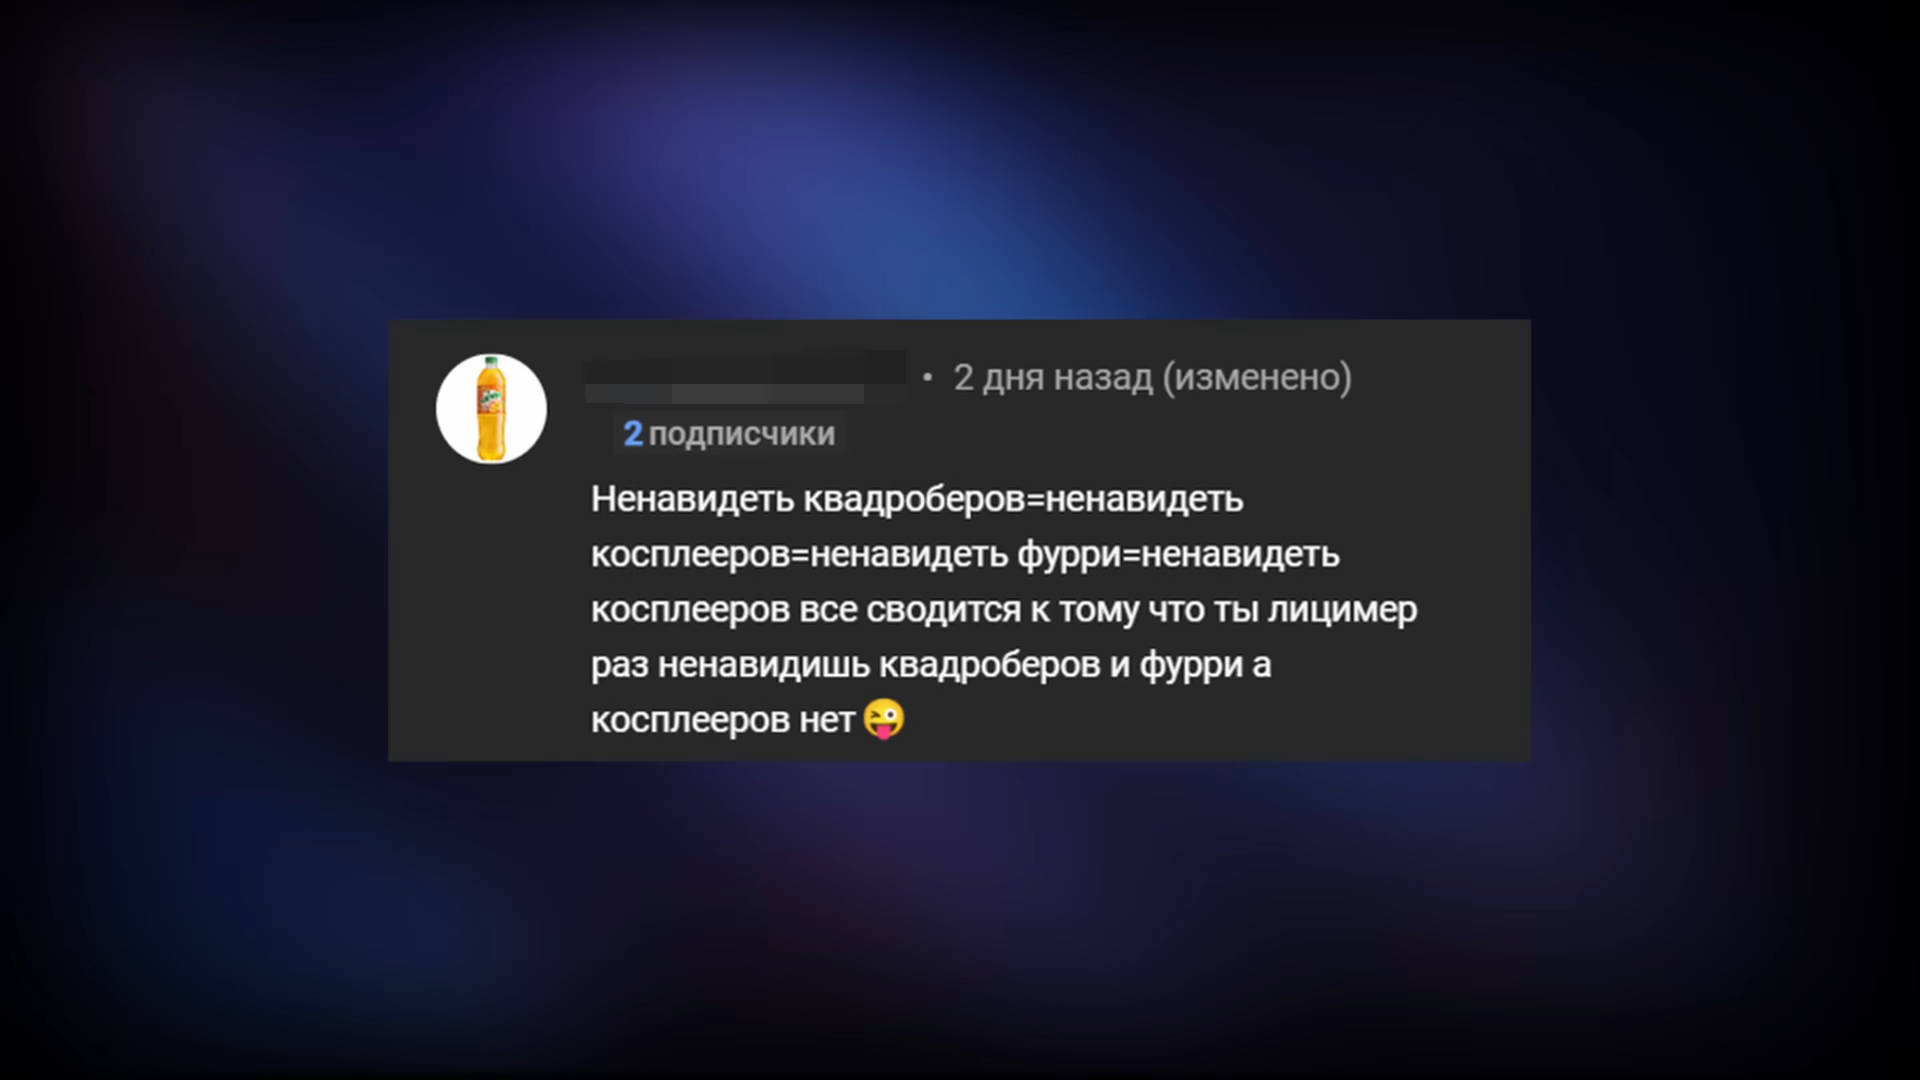 • 2 дня назад (изменено)
2 подписчики
Ненавидеть квадроберов=ненавидеть
косплееров=ненавидеть фурри=ненавидеть
косплееров все сводится к тому что ты лицимер
раз ненавидишь квадроберов и фурри а
косплееров нет😜